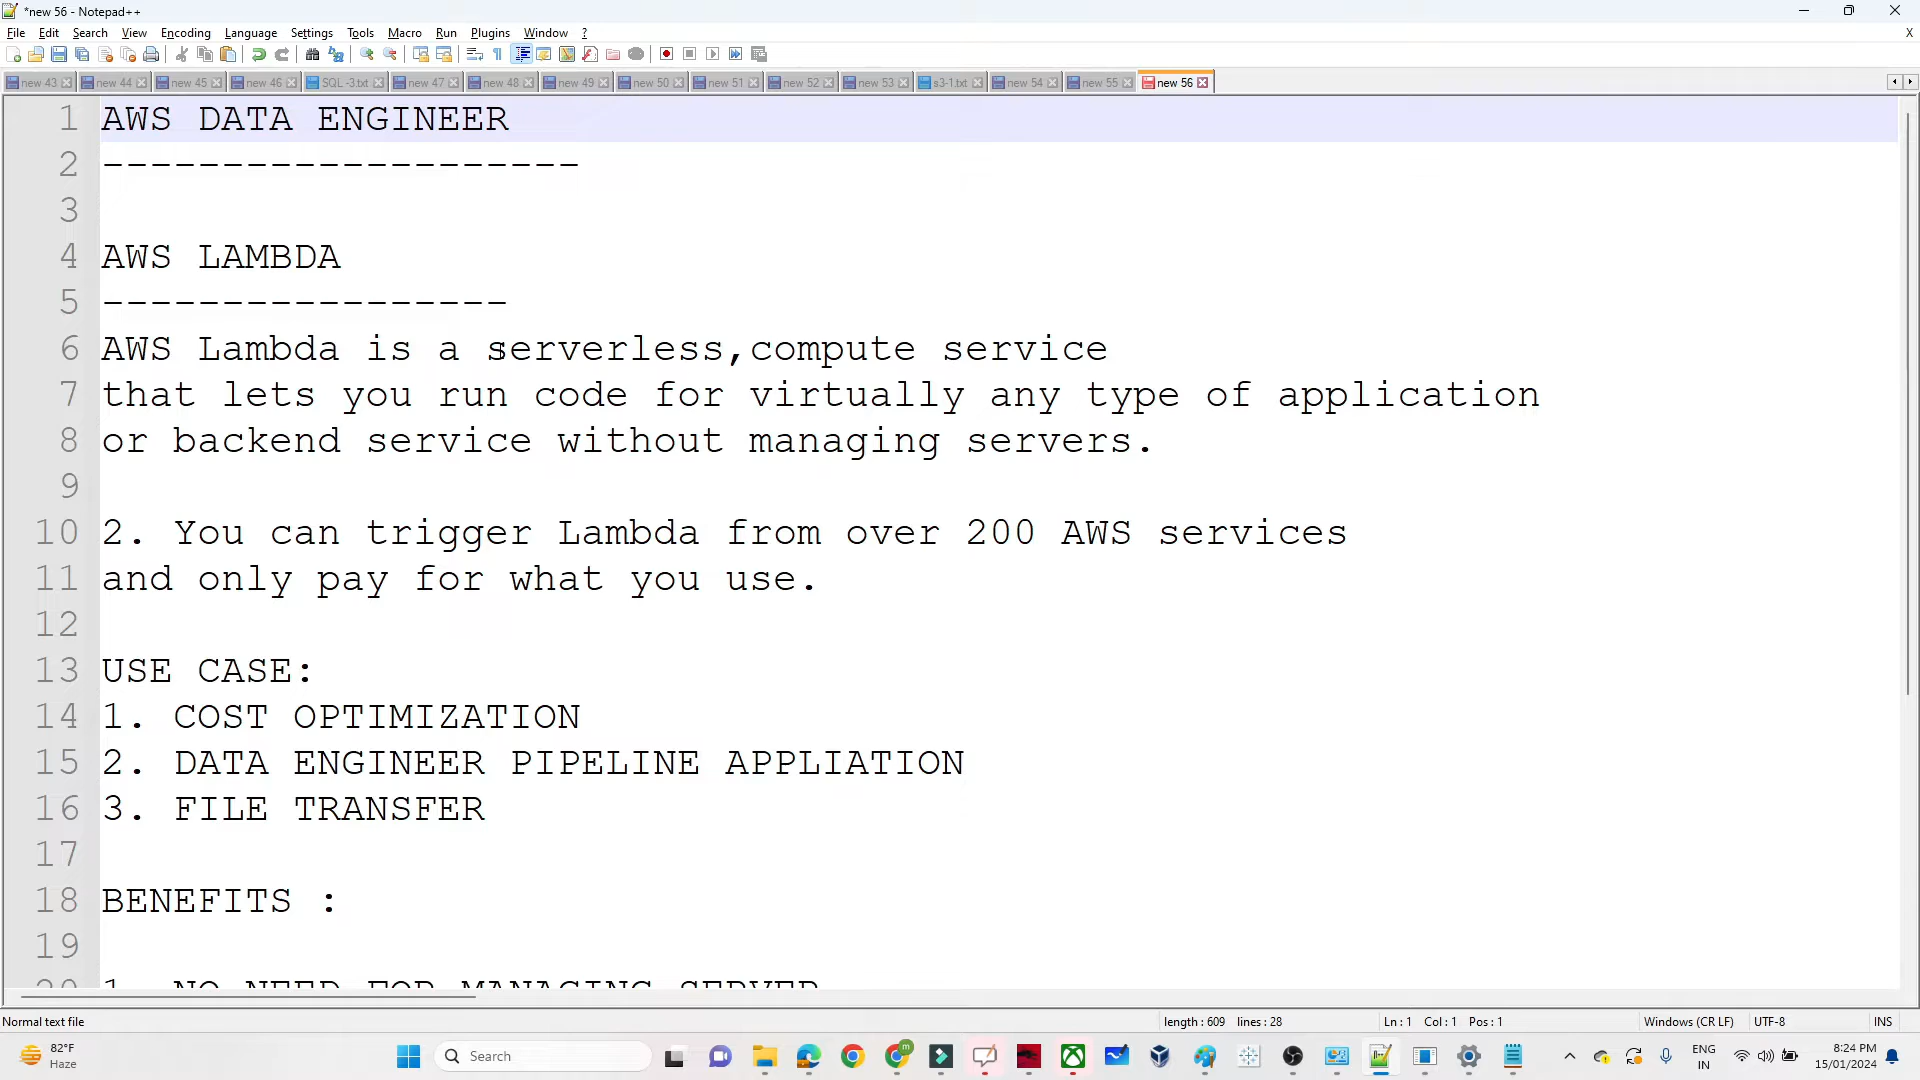 *new 56 - Notepad++
File Edit Search View Encoding Language Settings Tools Macro Run Plugins Window ? X
new 43 new 44 new 45 new 46 SQL -3.txt new 47 new 48 new 49 new 50 new 51 new 52 new 53 s3-1.txt new 54 new 55 new 56
1 AWS DATA ENGINEER
2 --------------------
3
4 AWS LAMBDA
5 -----------------
6 AWS Lambda is a serverless,compute service
7 that lets you run code for virtually any type of application
8 or backend service without managing servers.
9
10 2. You can trigger Lambda from over 200 AWS services
11 and only pay for what you use.
12
13 USE CASE:
14 1. COST OPTIMIZATION
15 2. DATA ENGINEER PIPELINE APPLIATION
16 3. FILE TRANSFER
17
18 BENEFITS :
19
20 1. NO NEED FOR MANAGING SERVER
Normal text file length : 609 lines : 28 Ln : 1 Col : 1 Pos : 1 Windows (CR LF) UTF-8 INS
82°F
Haze
Search
ENG
IN
8:24 PM
15/01/2024